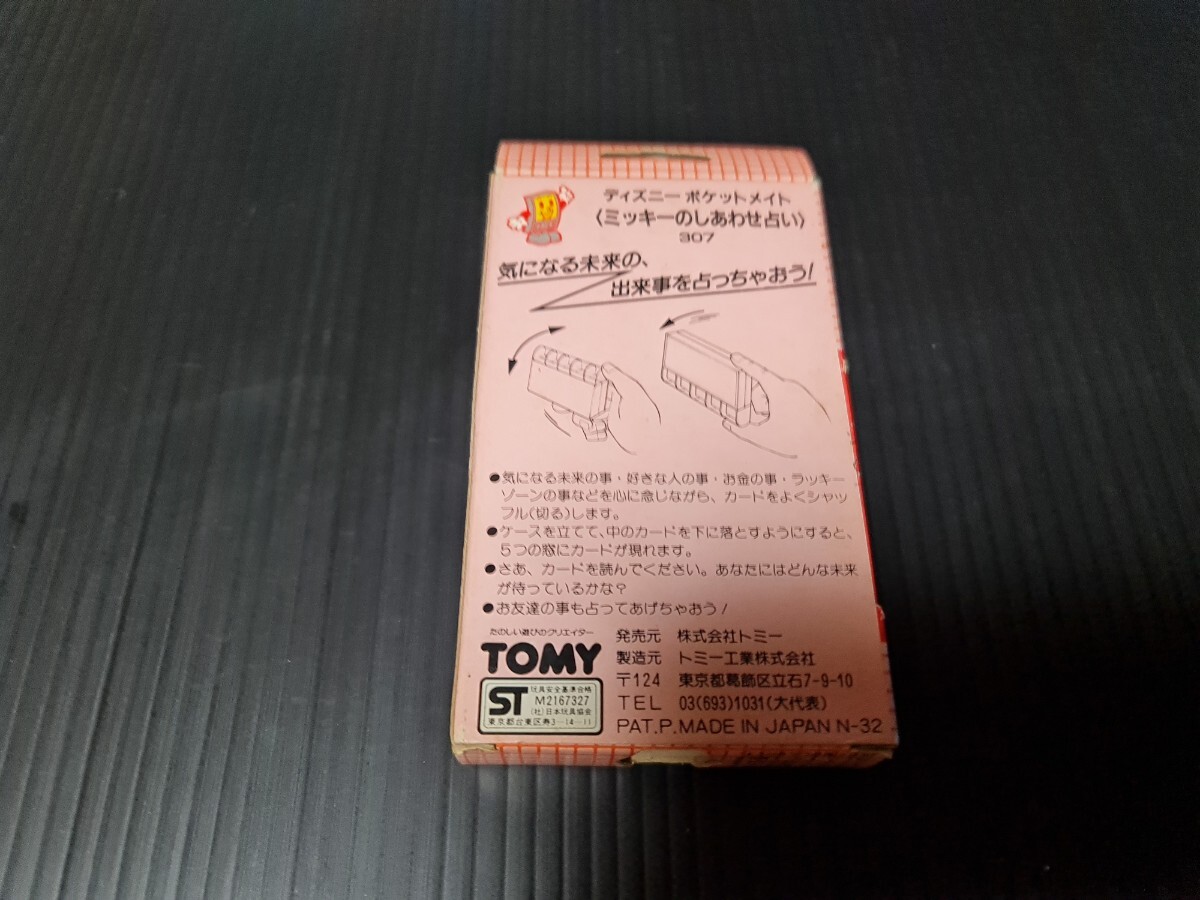 ディズニー ポケットメイト
〈ミッキーのしあわせ占い〉
307
気になる未来の、
出来事を占っちゃおう!
●気になる未来の事・好きな人の事・お金の事・ラッキー
ゾーンの事などを心に念じながら、カードをよくシャッ
フル(切る)します。
●ケースを立てて、中のカードを下に落とすようにすると、
5つの窓にカードが現れます。
●さあ、カードを読んでください。あなたにはどんな未来
が待っているかな?
●お友達の事も占ってあげちゃおう!
たのしい遊びのクリエイター
TOMY
発売元 株式会社トミー
製造元 トミー工業株式会社
〒124 東京都葛飾区立石7-9-10
TEL 03(693)1031(大代表)
PAT.P. MADE IN JAPAN N-32
ST
玩具安全基準合格
M2167327
(社)日本玩具協会
東京都台東区寿3-14-11